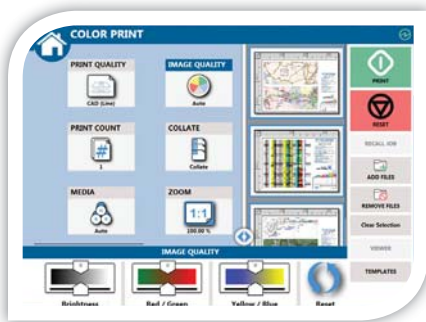 COLOR PRINT
PRINT QUALITY
CAD (Line)
IMAGE QUALITY
Auto
PRINT COUNT
#
1
COLLATE
Collate
MEDIA
Auto
ZOOM
1:1
100.00 %
PRINT
RESET
RECALL JOB
ADD FILES
REMOVE FILES
Clear Selection
VIEWER
TEMPLATES
IMAGE QUALITY
Brightness
Red / Green
Yellow / Blue
Reset